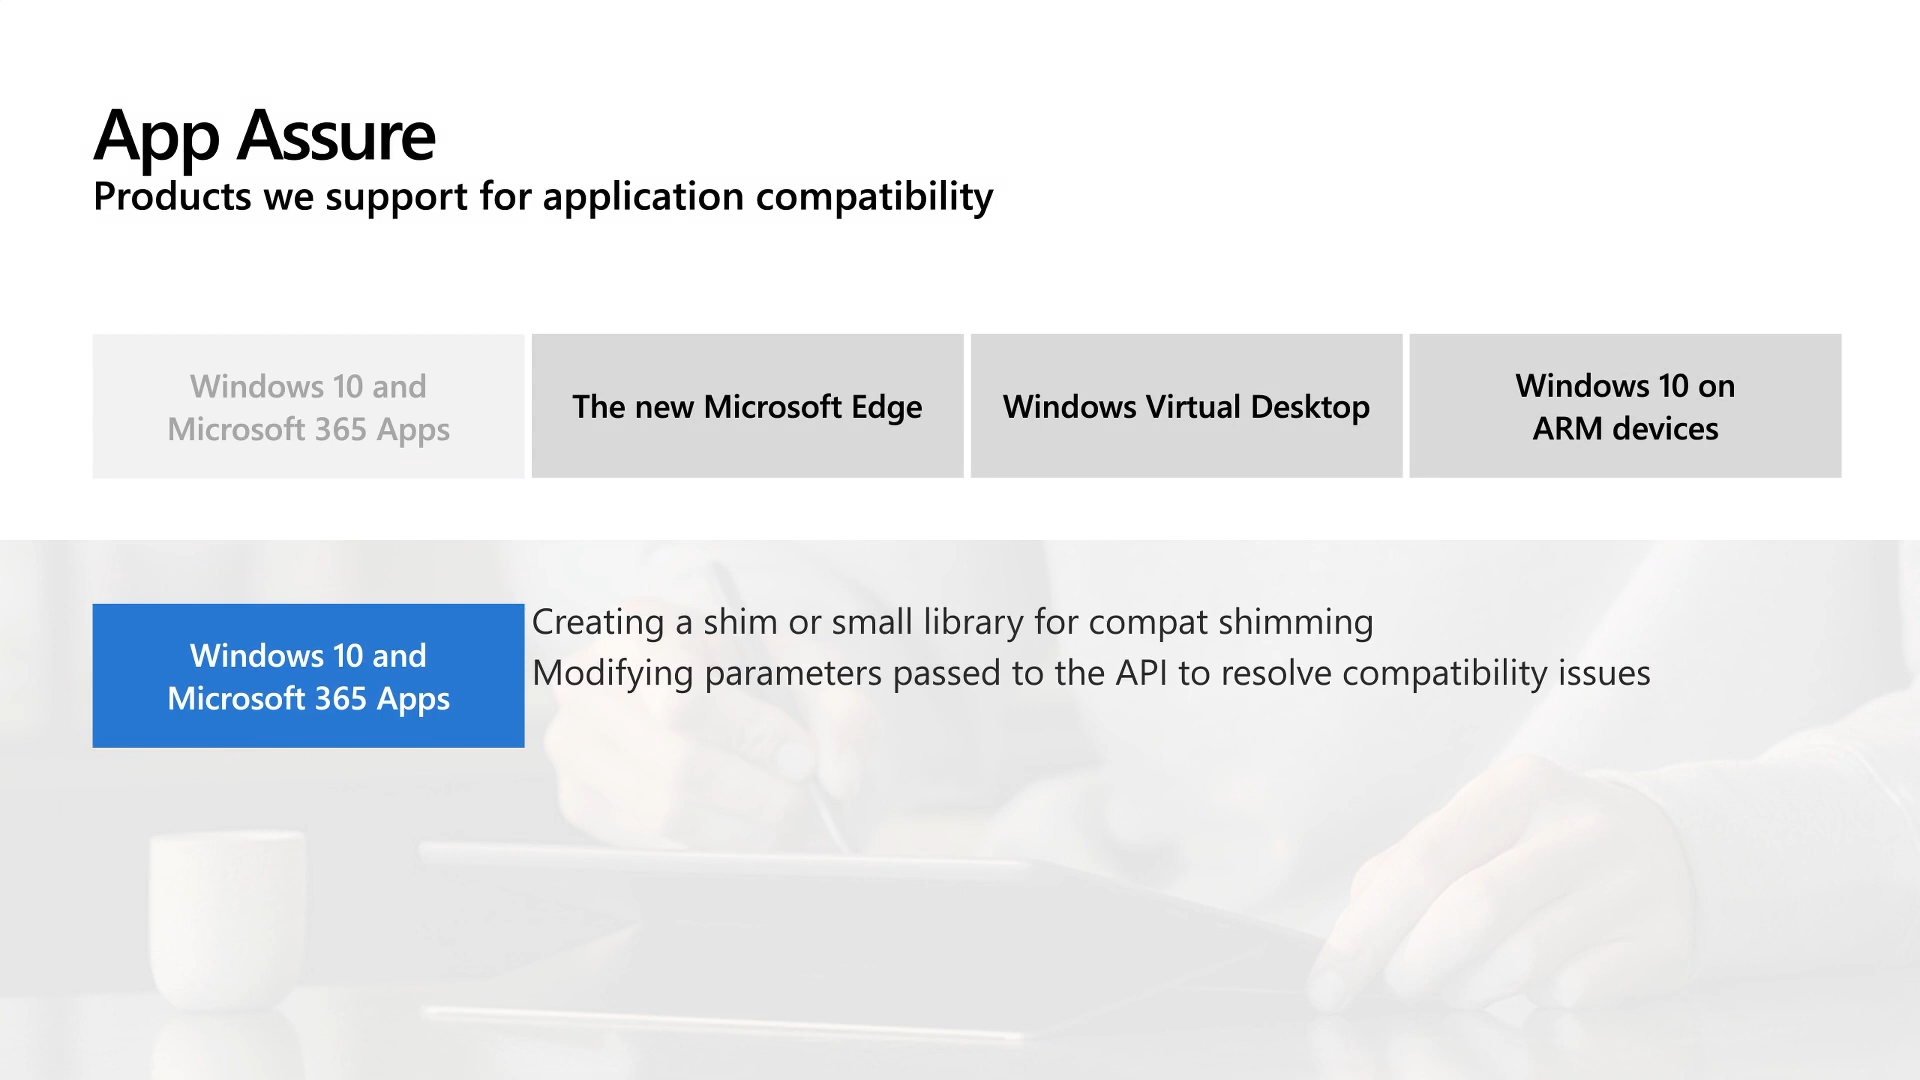 App Assure
Products we support for application compatibility
Windows 10 and
Microsoft 365 Apps
The new Microsoft Edge
Windows Virtual Desktop
Windows 10 on
ARM devices
Windows 10 and
Microsoft 365 Apps
Creating a shim or small library for compat shimming
Modifying parameters passed to the API to resolve compatibility issues